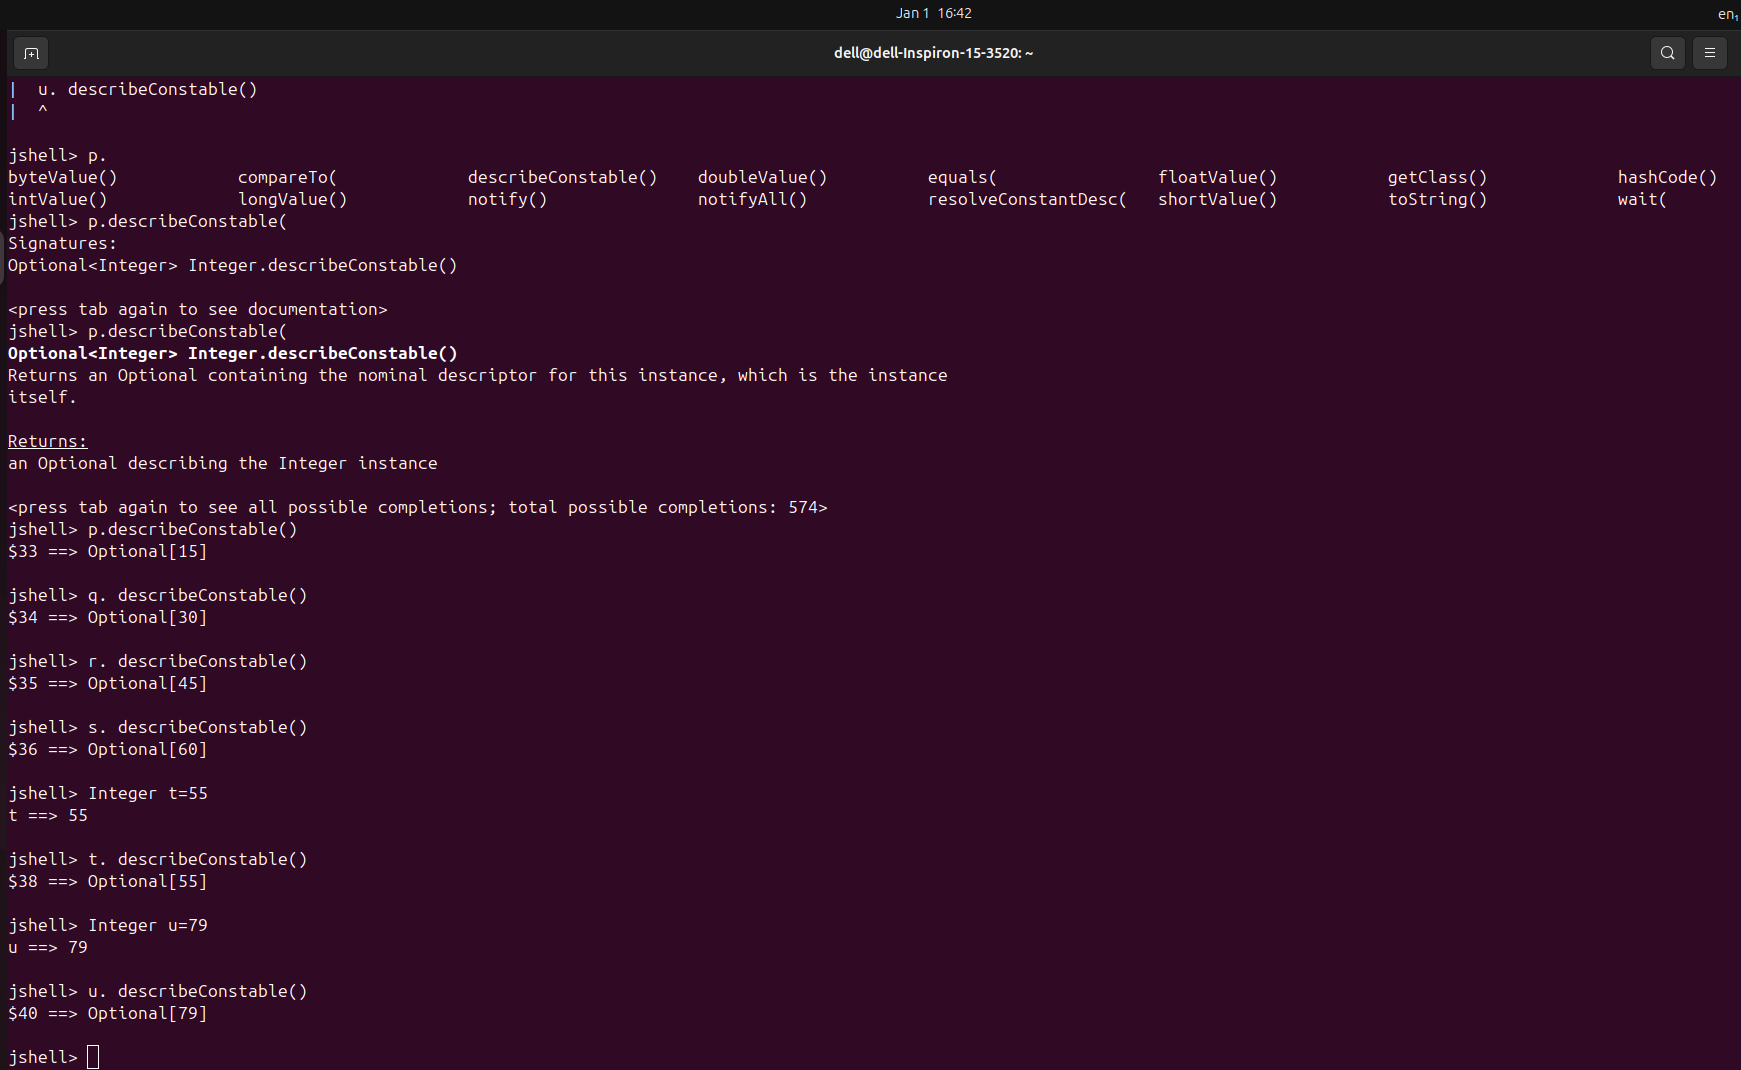 Jan 1 16:42
en₁
dell@dell-Inspiron-15-3520: ~
| u. describeConstable()
| ^
jshell> p.
byteValue() compareTo( describeConstable() doubleValue() equals( floatValue() getClass() hashCode()
intValue() longValue() notify() notifyAll() resolveConstantDesc( shortValue() toString() wait(
jshell> p.describeConstable(
Signatures:
Optional<Integer> Integer.describeConstable()
<press tab again to see documentation>
jshell> p.describeConstable(
Optional<Integer> Integer.describeConstable()
Returns an Optional containing the nominal descriptor for this instance, which is the instance
itself.
Returns:
an Optional describing the Integer instance
<press tab again to see all possible completions; total possible completions: 574>
jshell> p.describeConstable()
$33 ==> Optional[15]
jshell> q. describeConstable()
$34 ==> Optional[30]
jshell> r. describeConstable()
$35 ==> Optional[45]
jshell> s. describeConstable()
$36 ==> Optional[60]
jshell> Integer t=55
t ==> 55
jshell> t. describeConstable()
$38 ==> Optional[55]
jshell> Integer u=79
u ==> 79
jshell> u. describeConstable()
$40 ==> Optional[79]
jshell>